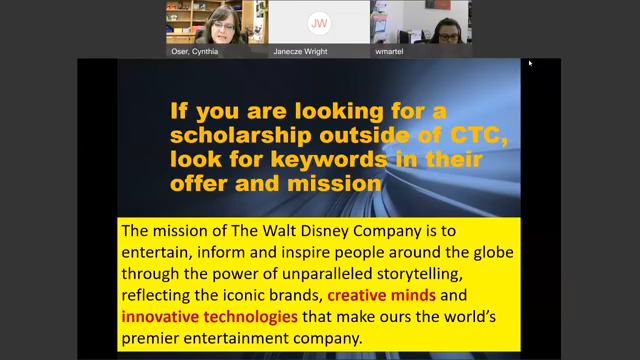 JW
Oser, Cynthia
Janecze Wright
wmartel
If you are looking for a
scholarship outside of CTC,
look for keywords in their
offer and mission
The mission of The Walt Disney Company is to
entertain, inform and inspire people around the globe
through the power of unparalleled storytelling,
reflecting the iconic brands, creative minds and
innovative technologies that make ours the world's
premier entertainment company.